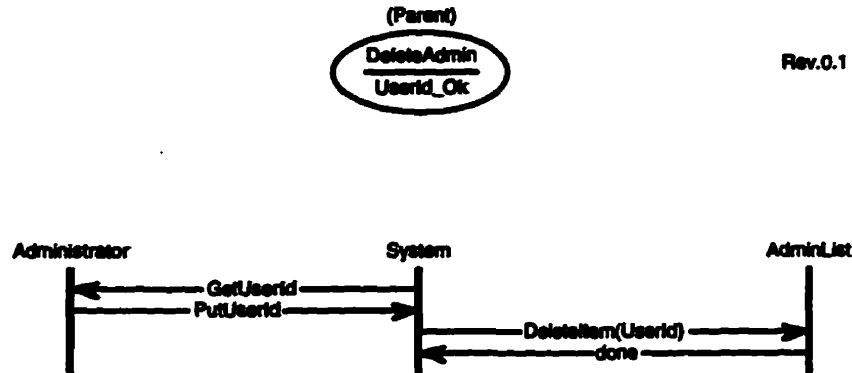 (Parent)
DeleteAdmin
UserId_Ok
Rev.0.1
Administrator
System
AdminList
GetUserId
PutUserId
DeleteItem(UserId)
done